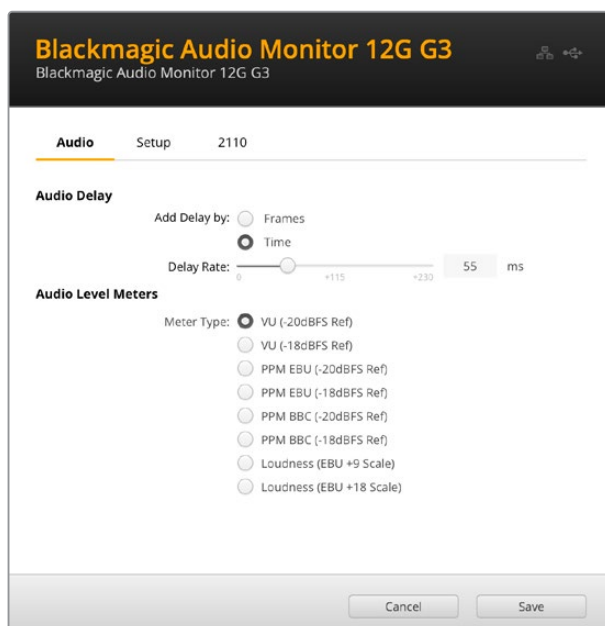 Blackmagic Audio Monitor 12G G3
Blackmagic Audio Monitor 12G G3
Audio Setup 2110
Audio Delay
Add Delay by: Frames
Time
Delay Rate: 55 ms
0 +115 +230
Audio Level Meters
Meter Type: VU (-20dBFS Ref)
VU (-18dBFS Ref)
PPM EBU (-20dBFS Ref)
PPM EBU (-18dBFS Ref)
PPM BBC (-20dBFS Ref)
PPM BBC (-18dBFS Ref)
Loudness (EBU +9 Scale)
Loudness (EBU +18 Scale)
Cancel Save